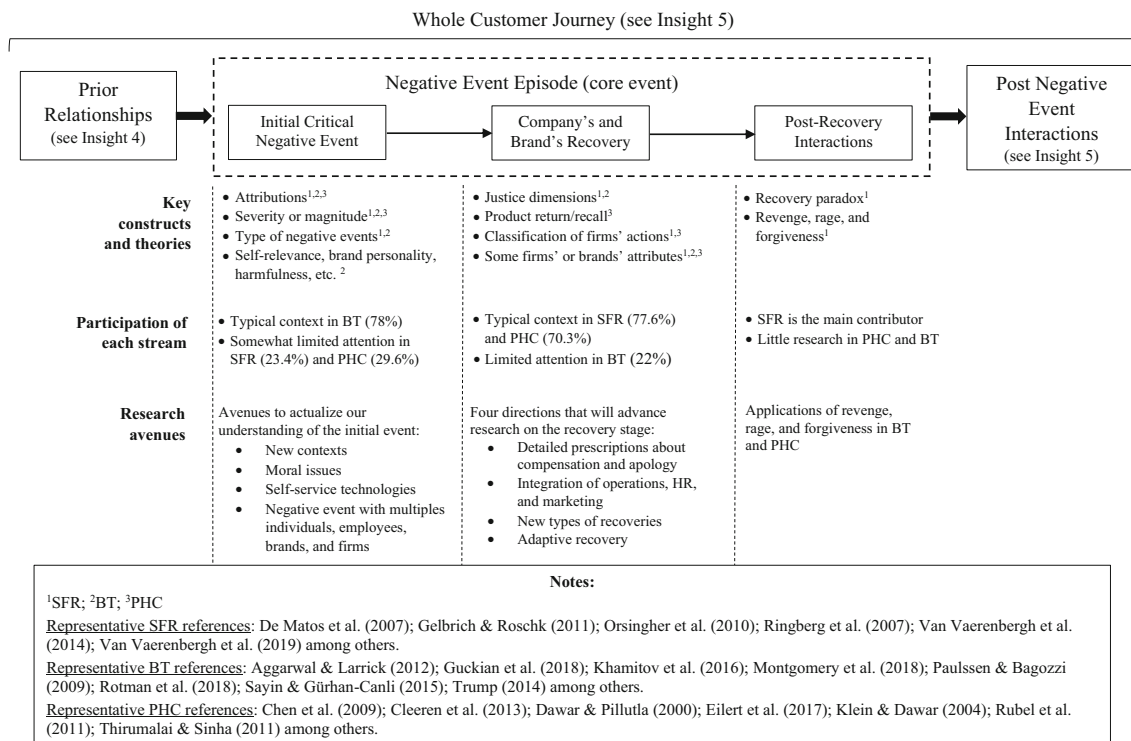 Whole Customer Journey (see Insight 5)
Prior
Relationships
(see Insight 4)
Negative Event Episode (core event)
Initial Critical
Negative Event
Company's and
Brand's Recovery
Post-Recovery
Interactions
Post Negative
Event
Interactions
(see Insight 5)
Key
constructs
and theories
• Attributions1,2,3
• Severity or magnitude1,2,3
• Type of negative events1,2
• Self-relevance, brand personality,
harmfulness, etc. 2
• Justice dimensions1,2
• Product return/recall3
• Classification of firms' actions1,3
• Some firms' or brands' attributes1,2,3
• Recovery paradox1
• Revenge, rage, and
forgiveness1
Participation of
each stream
• Typical context in BT (78%)
• Somewhat limited attention in
SFR (23.4%) and PHC (29.6%)
• Typical context in SFR (77.6%)
and PHC (70.3%)
• Limited attention in BT (22%)
• SFR is the main contributor
• Little research in PHC and BT
Research
avenues
Avenues to actualize our
understanding of the initial event:
• New contexts
• Moral issues
• Self-service technologies
• Negative event with multiples
individuals, employees,
brands, and firms
Four directions that will advance
research on the recovery stage:
• Detailed prescriptions about
compensation and apology
• Integration of operations, HR,
and marketing
• New types of recoveries
• Adaptive recovery
Applications of revenge,
rage, and forgiveness in BT
and PHC
Notes:
1SFR; 2BT; 3PHC
Representative SFR references: De Matos et al. (2007); Gelbrich & Roschk (2011); Orsingher et al. (2010); Ringberg et al. (2007); Van Vaerenbergh et al.
(2014); Van Vaerenbergh et al. (2019) among others.
Representative BT references: Aggarwal & Larrick (2012); Guckian et al. (2018); Khamitov et al. (2016); Montgomery et al. (2018); Paulssen & Bagozzi
(2009); Rotman et al. (2018); Sayin & Gürhan-Canli (2015); Trump (2014) among others.
Representative PHC references: Chen et al. (2009); Cleeren et al. (2013); Dawar & Pillutla (2000); Eilert et al. (2017); Klein & Dawar (2004); Rubel et al.
(2011); Thirumalai & Sinha (2011) among others.